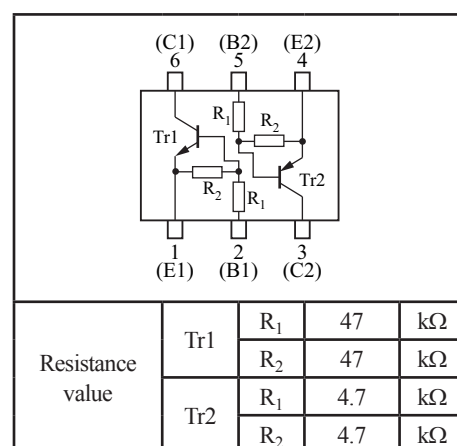 (C1) (B2) (E2)
6 5 4
R₁ R₂
Tr1
Tr2
R₂ R₁
1 2 3
(E1) (B1) (C2)
Resistance value Tr1 R₁ 47 kΩ
R₂ 47 kΩ
Tr2 R₁ 4.7 kΩ
R₂ 4.7 kΩ